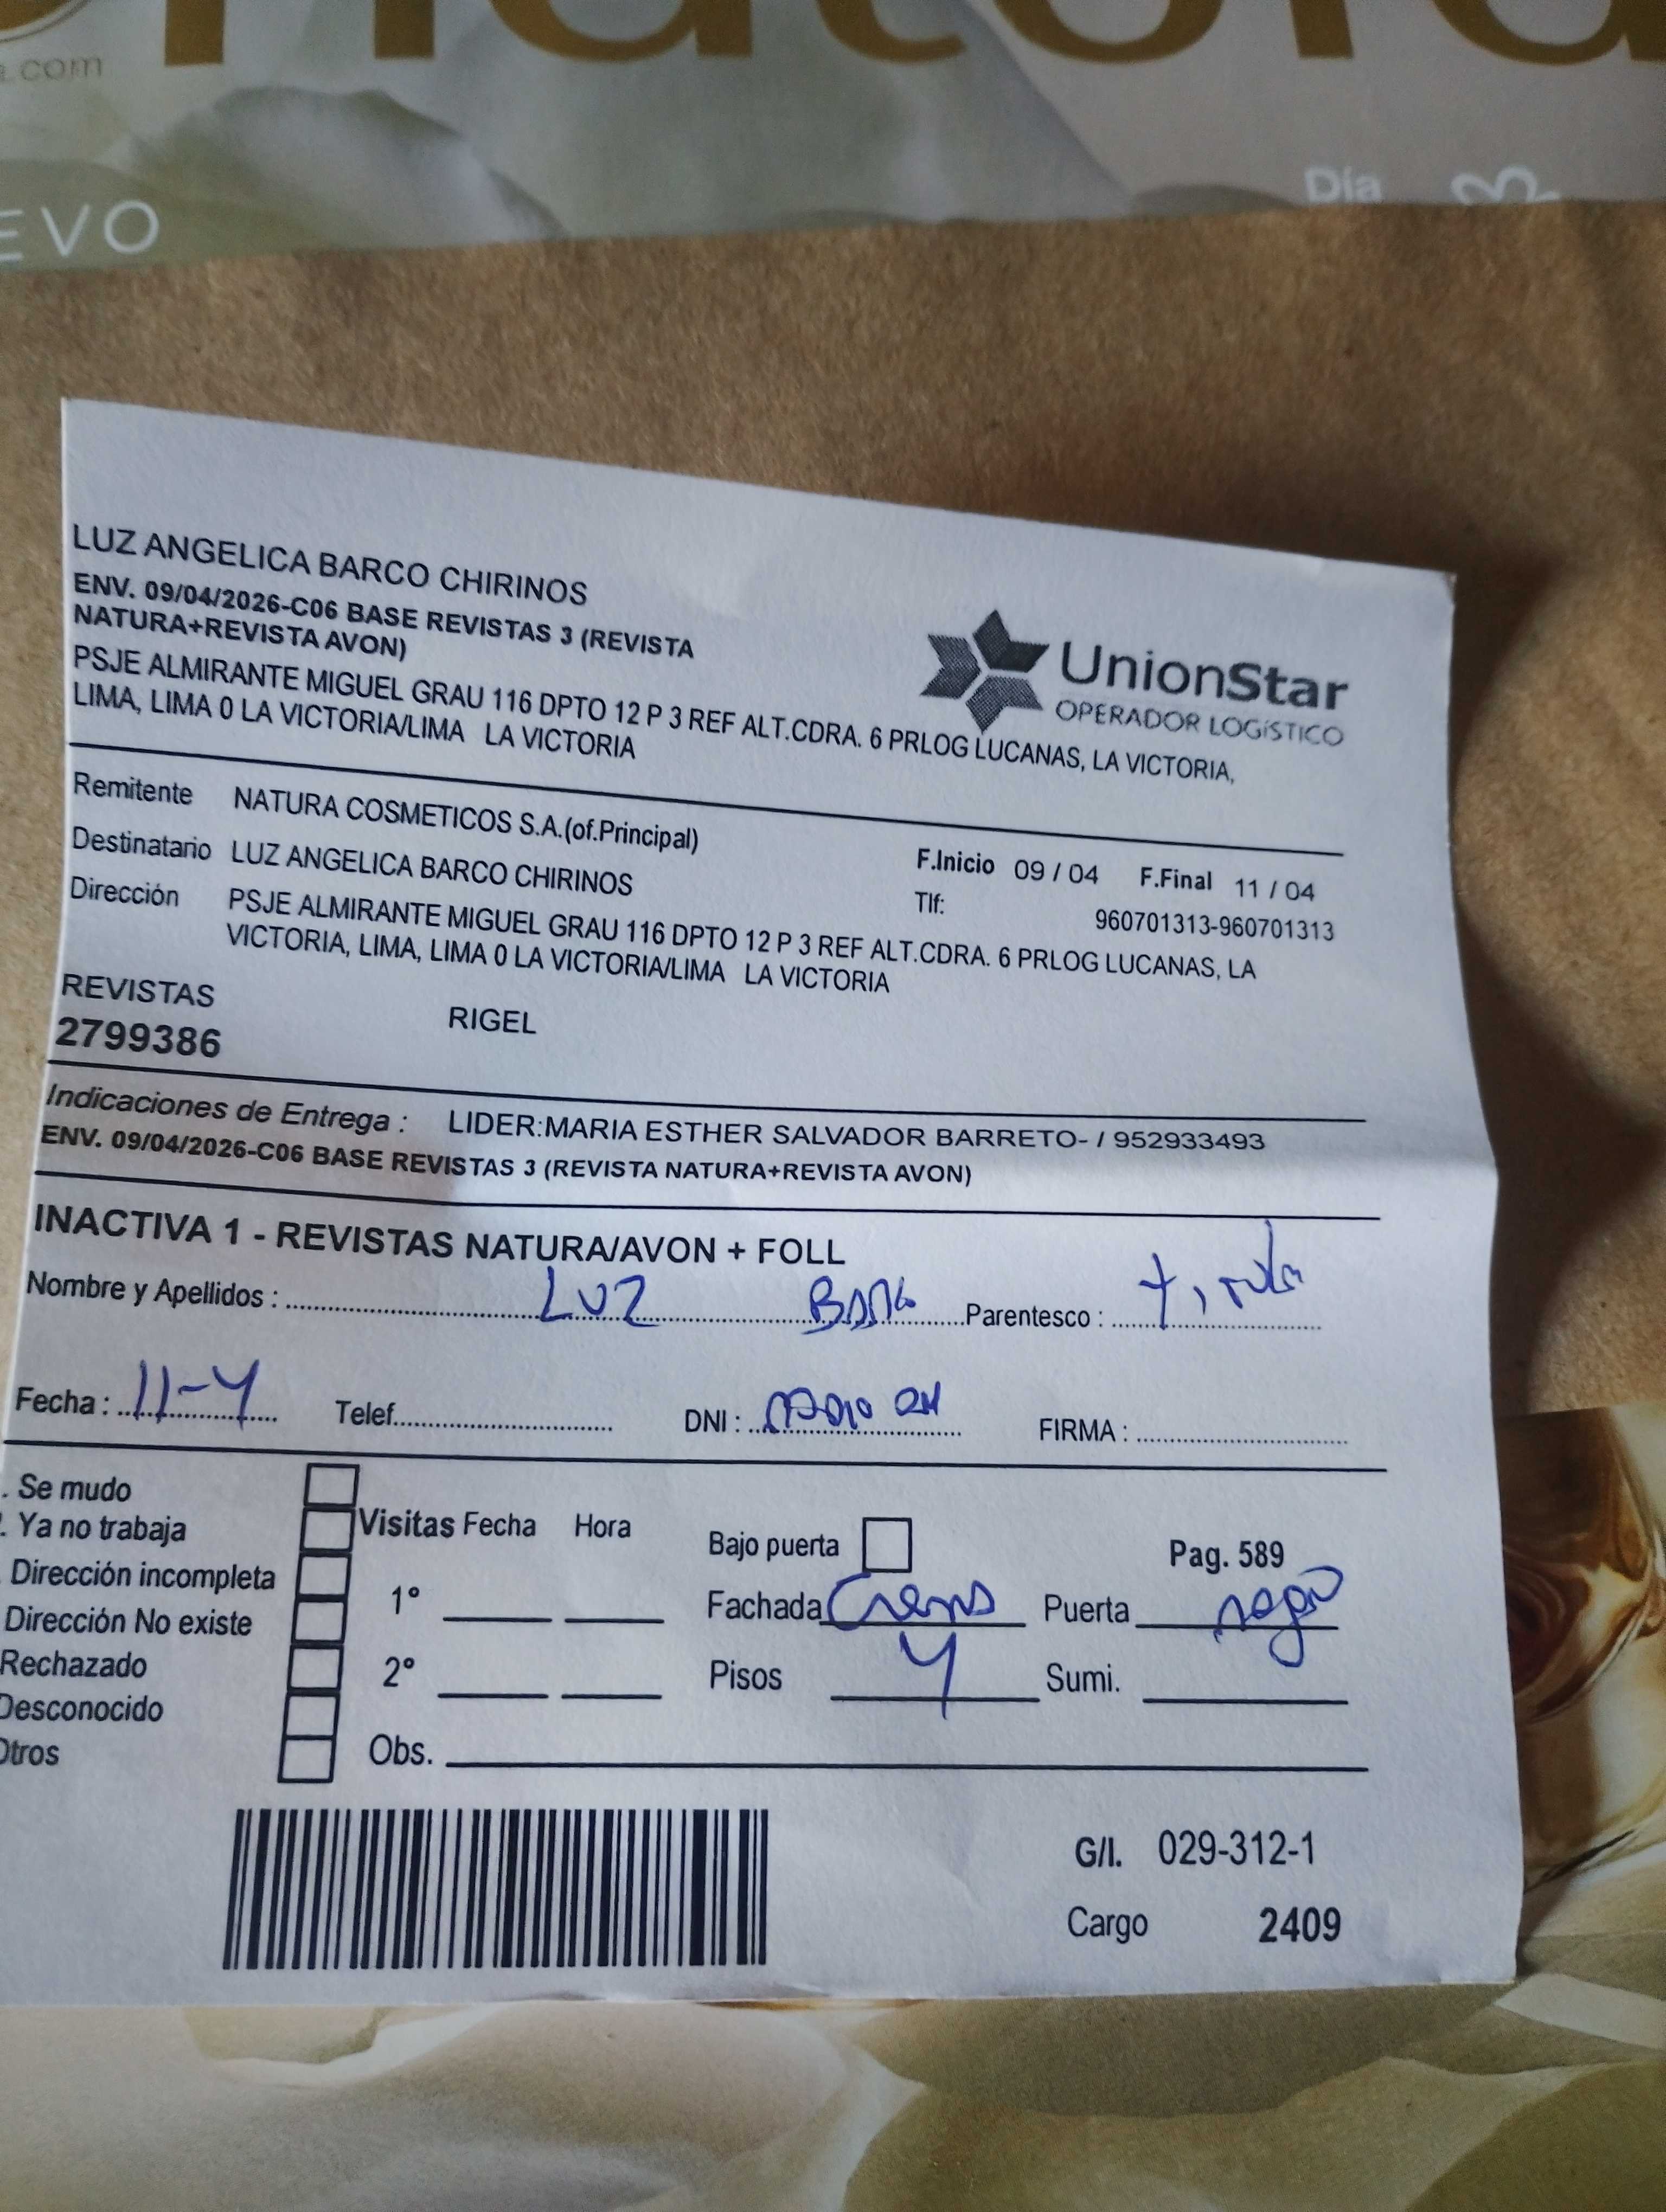 a.com
natura
EVO
Día
LUZ ANGELICA BARCO CHIRINOS
ENV. 09/04/2026-C06 BASE REVISTAS 3 (REVISTA
NATURA+REVISTA AVON)
PSJE ALMIRANTE MIGUEL GRAU 116 DPTO 12 P 3 REF ALT.CDRA. 6 PRLOG LUCANAS, LA VICTORIA,
LIMA, LIMA 0 LA VICTORIA/LIMA LA VICTORIA
UnionStar
OPERADOR LOGÍSTICO
Remitente NATURA COSMETICOS S.A.(of.Principal)
Destinatario LUZ ANGELICA BARCO CHIRINOS
F.Inicio 09 / 04 F.Final 11 / 04
Tlf: 960701313-960701313
Dirección PSJE ALMIRANTE MIGUEL GRAU 116 DPTO 12 P 3 REF ALT.CDRA. 6 PRLOG LUCANAS, LA
VICTORIA, LIMA, LIMA 0 LA VICTORIA/LIMA LA VICTORIA
REVISTAS RIGEL
2799386
Indicaciones de Entrega : LIDER:MARIA ESTHER SALVADOR BARRETO- / 952933493
ENV. 09/04/2026-C06 BASE REVISTAS 3 (REVISTA NATURA+REVISTA AVON)
INACTIVA 1 - REVISTAS NATURA/AVON + FOLL
Nombre y Apellidos : Luz Parentesco :
Fecha : 11-4 Telef. DNI : FIRMA :
. Se mudo
. Ya no trabaja
. Dirección incompleta
Dirección No existe
Rechazado
Desconocido
Otros
Visitas Fecha Hora
1°
2°
Obs.
Bajo puerta Pag. 589
Fachada Crema Puerta negro
Pisos 4 Sumi.
G/I. 029-312-1
Cargo 2409